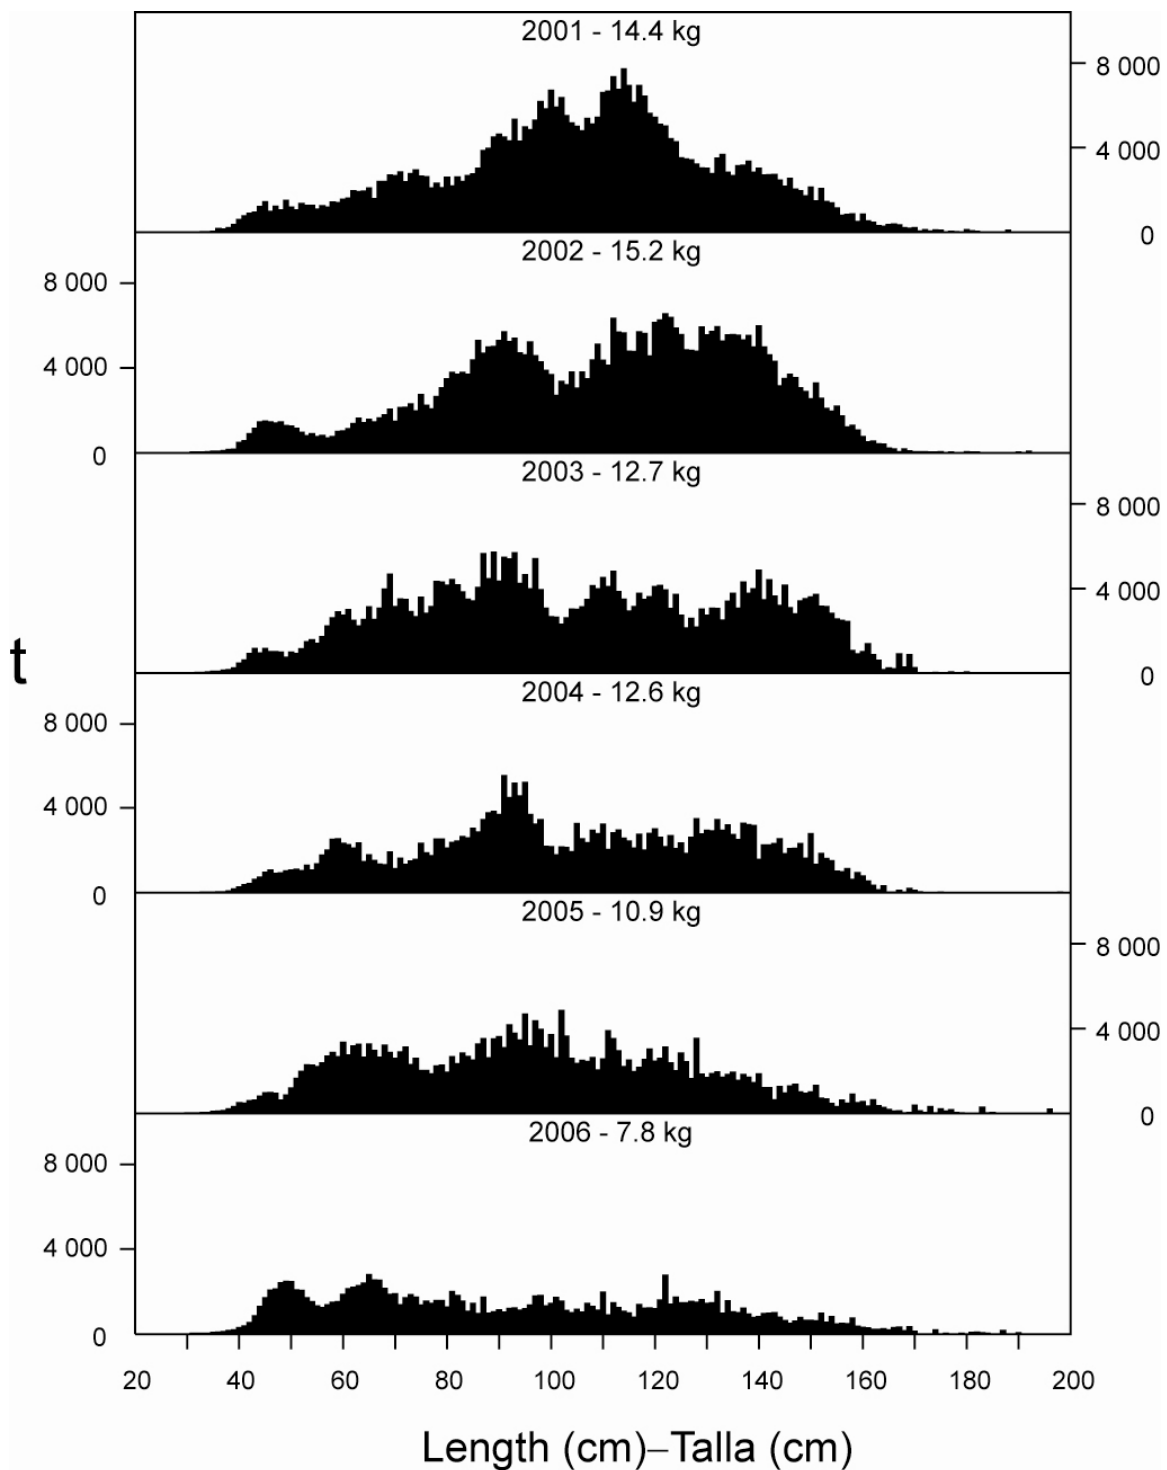 2001 - 14.4 kg
8 000
4 000
0
2002 - 15.2 kg
8 000
4 000
0
2003 - 12.7 kg
8 000
4 000
0
t
2004 - 12.6 kg
8 000
4 000
0
2005 - 10.9 kg
8 000
4 000
0
2006 - 7.8 kg
8 000
4 000
0
20 40 60 80 100 120 140 160 180 200
Length (cm)–Talla (cm)